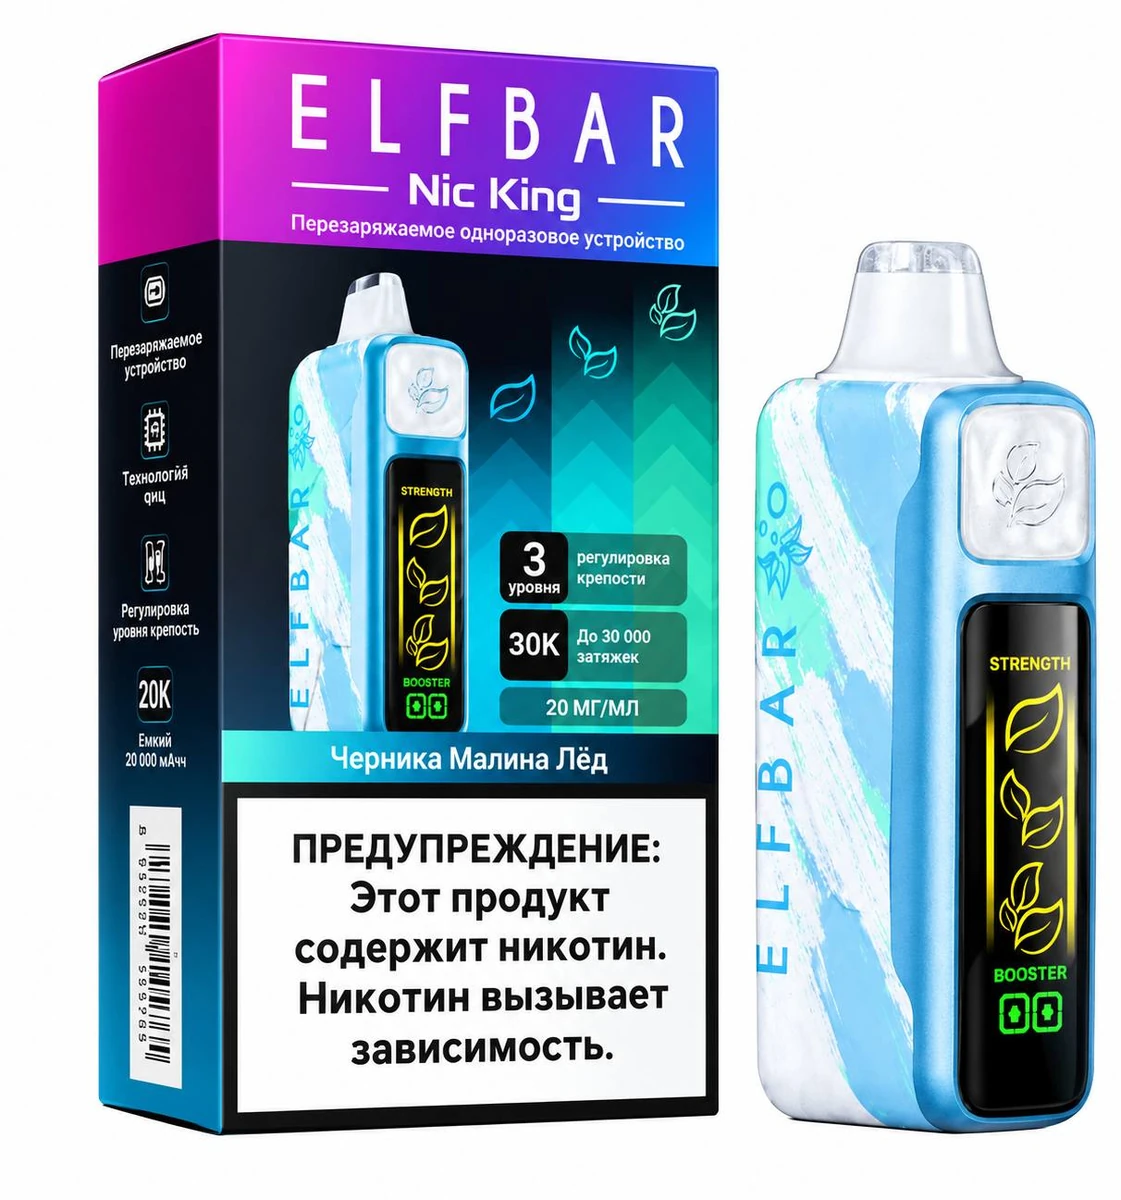 ELFBAR
Nic King
Перезаряжаемое одноразовое устройство
Перезаряжаемое
устройство
Технологій
qиц
Регулировка
уровня крепость
20K
Емкий
20 000 мАчч
ELFBAR
STRENGTH
BOOSTER
3
уровня
регулировка
крепости
30K
До 30 000
затяжек
20 МГ/МЛ
Черника Малина Лёд
ПРЕДУПРЕЖДЕНИЕ:
Этот продукт
содержит никотин.
Никотин вызывает
зависимость.
ELFBAR
STRENGTH
BOOSTER